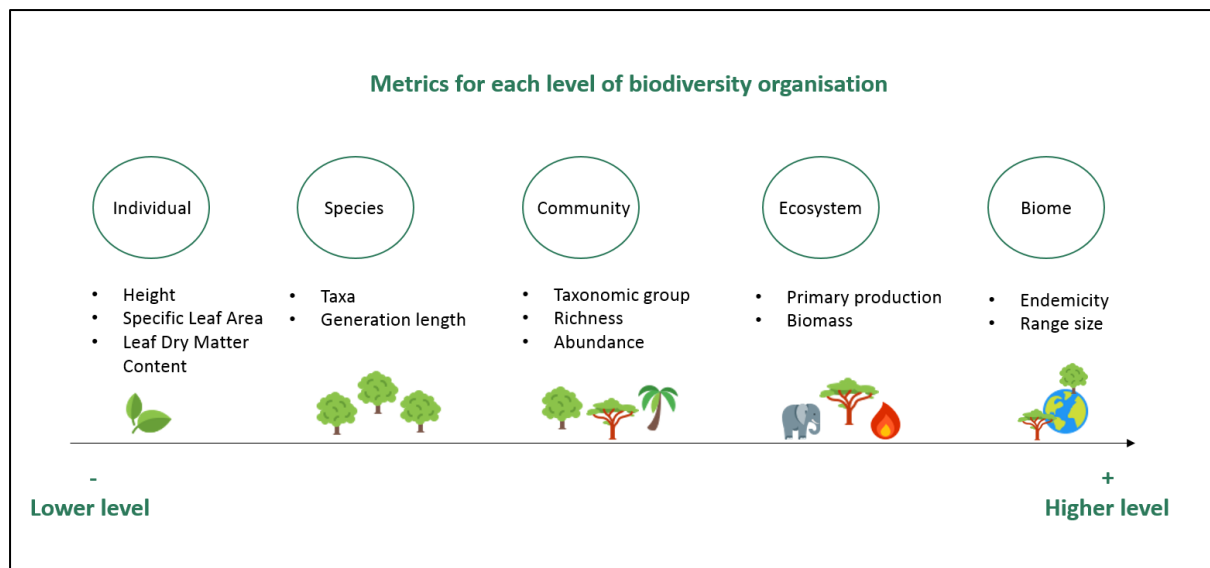 Metrics for each level of biodiversity organisation
Individual
Species
Community
Ecosystem
Biome
• Height
• Specific Leaf Area
• Leaf Dry Matter
Content
• Taxa
• Generation length
• Taxonomic group
• Richness
• Abundance
• Primary production
• Biomass
• Endemicity
• Range size
-
Lower level
+
Higher level